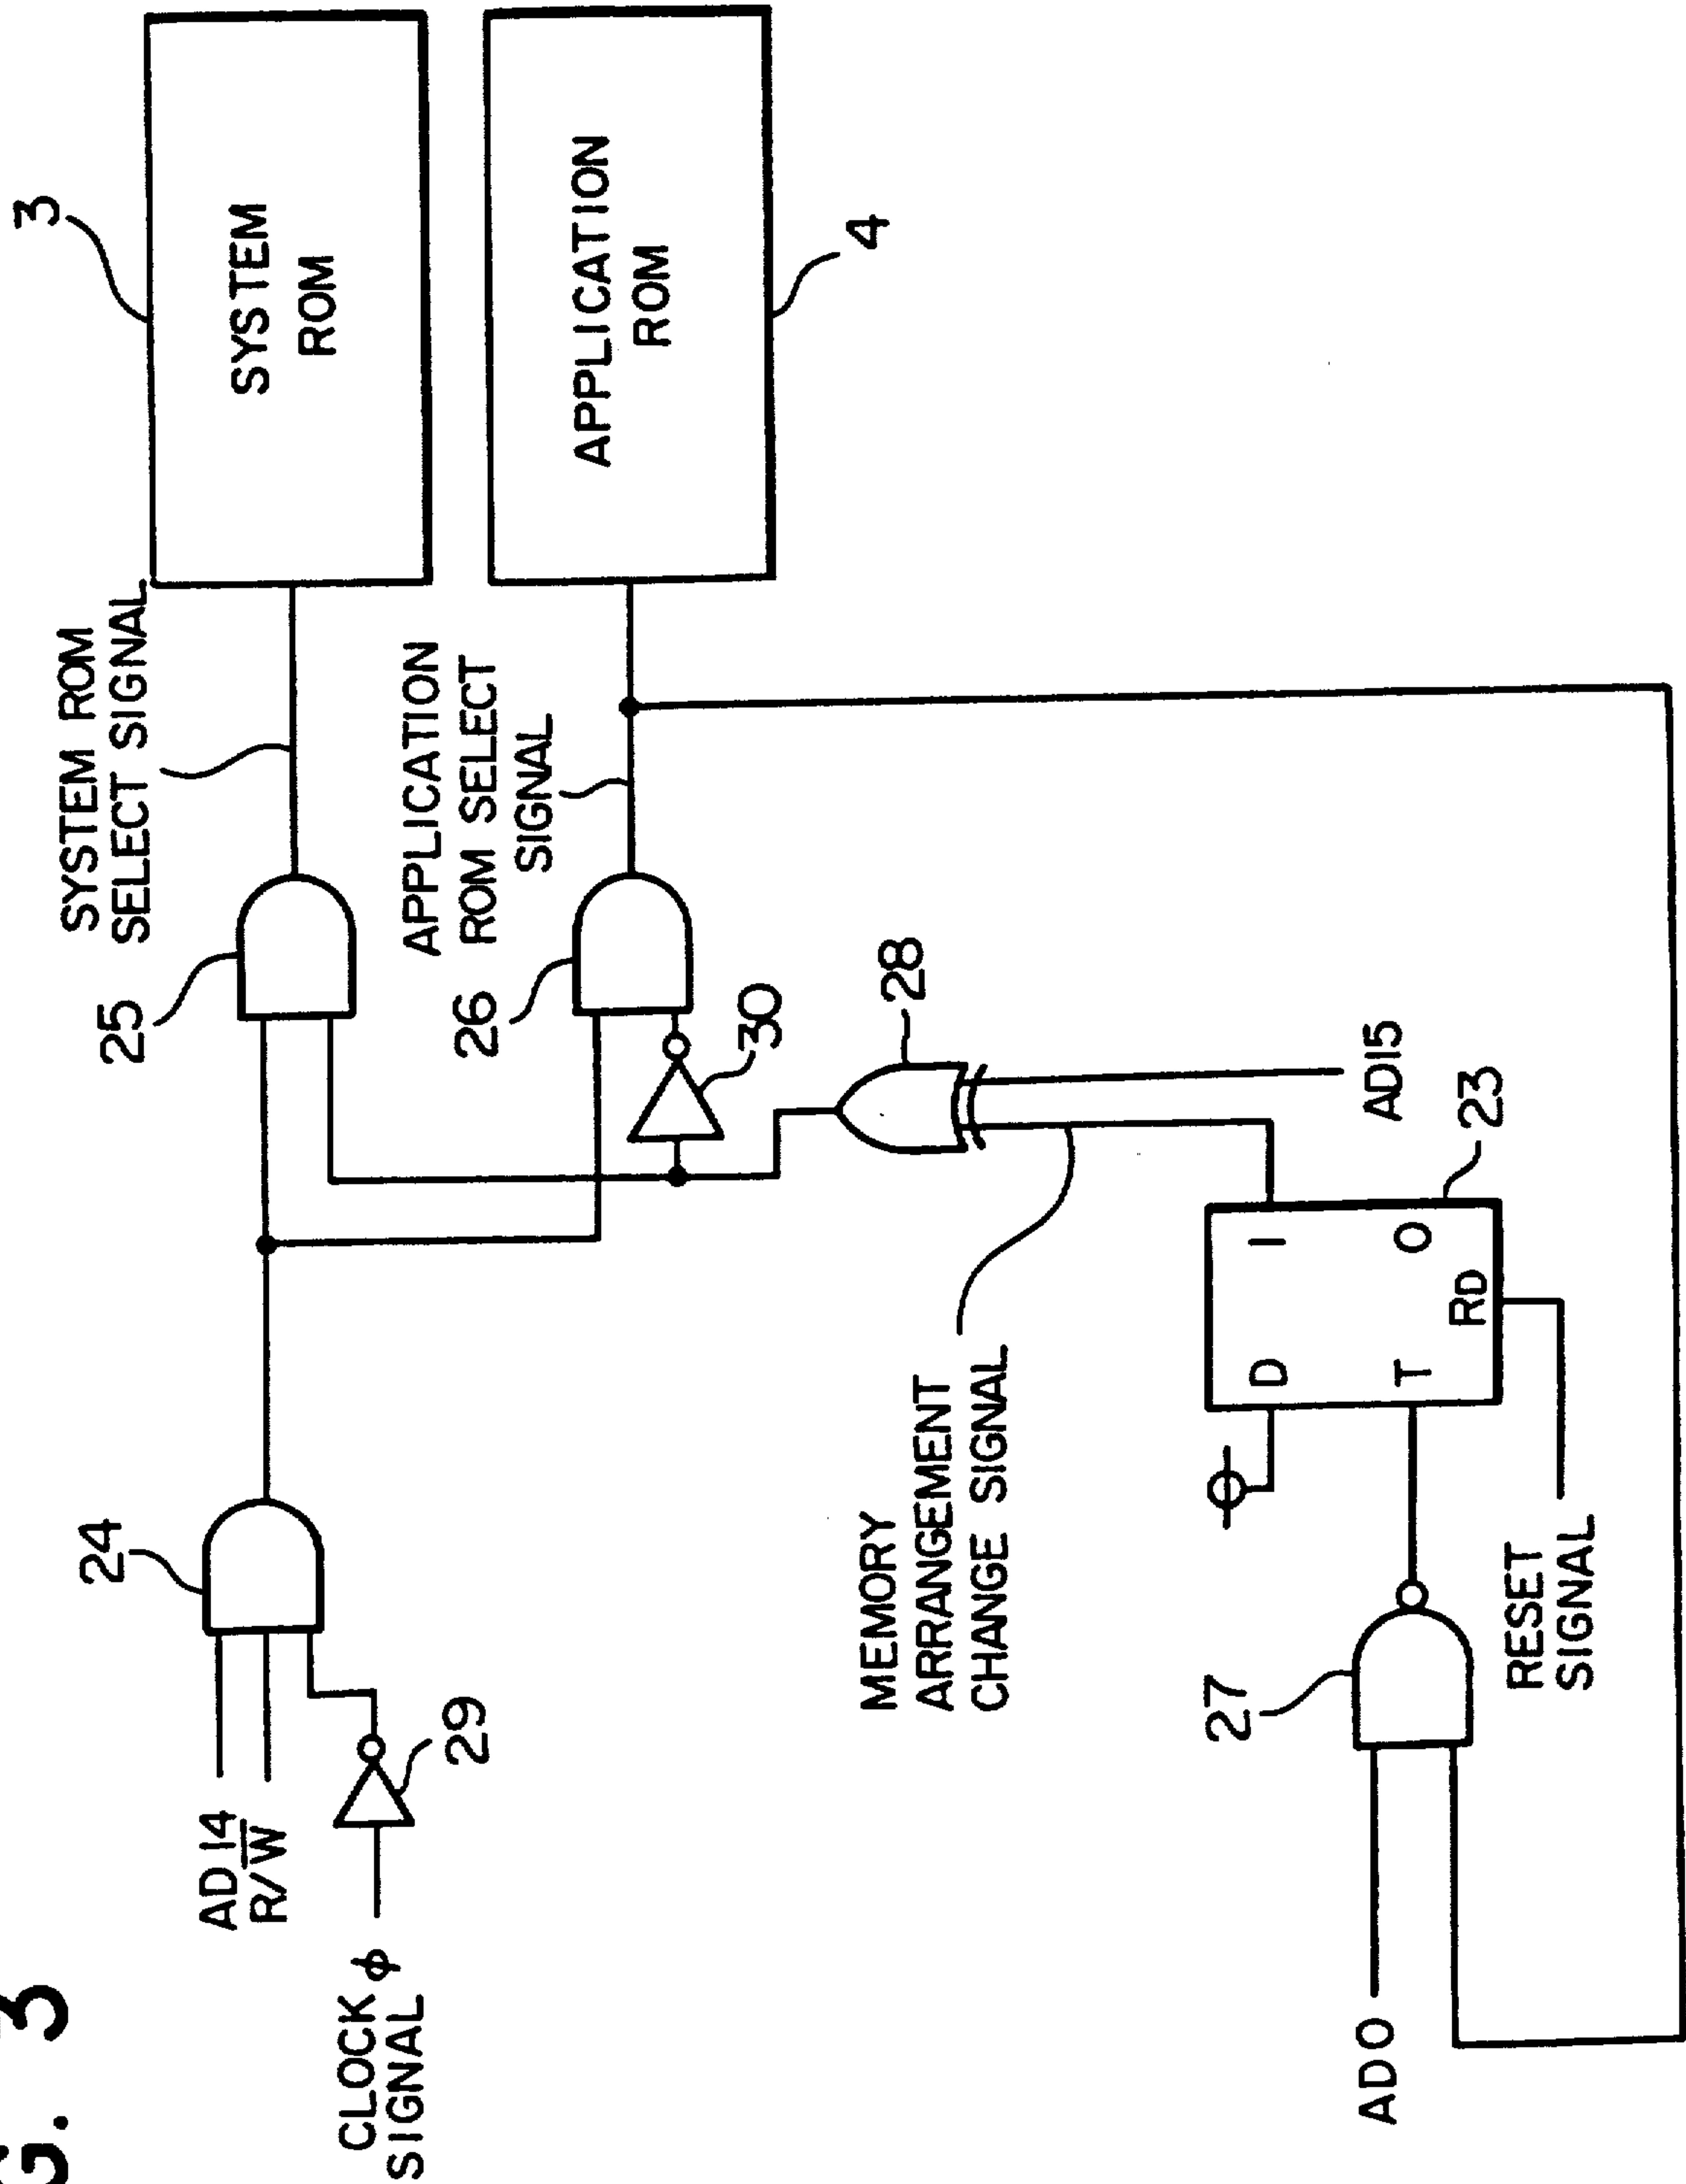 G. 3
AD14
R/W̅
CLOCK ϕ
SIGNAL
29
24
25
SYSTEM ROM
SELECT SIGNAL
3
SYSTEM
ROM
26
APPLICATION
ROM SELECT
SIGNAL
APPLICATION
ROM
4
30
28
AD15
MEMORY
ARRANGEMENT
CHANGE SIGNAL
23
D
1
T
O
RD
27
AD0
RESET
SIGNAL